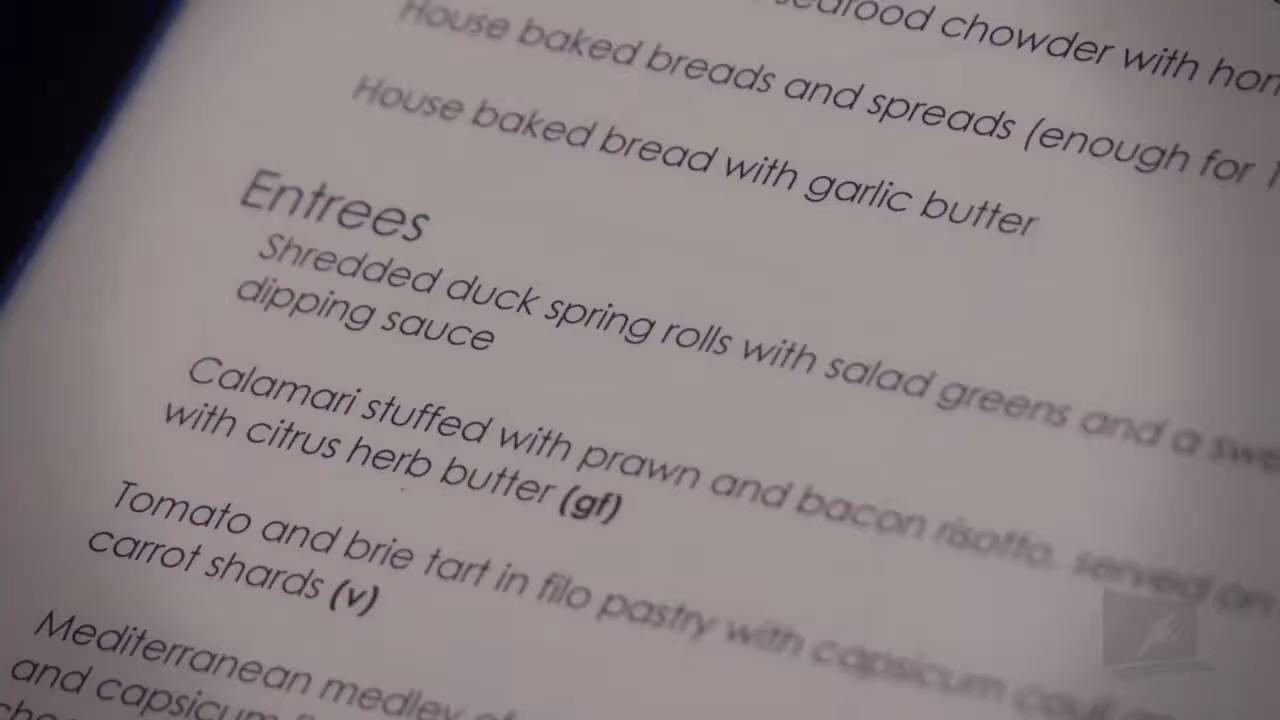 seafood chowder with
House baked breads and spreads (enough for
House baked bread with garlic butter
Entrees
Shredded duck spring rolls with salad greens and a
dipping sauce
Calamari stuffed with prawn and bacon risotto, served on
with citrus herb butter (gf)
Tomato and brie tart in filo pastry with capsicum
carrot shards (v)
Mediterranean medley of
and capsicum